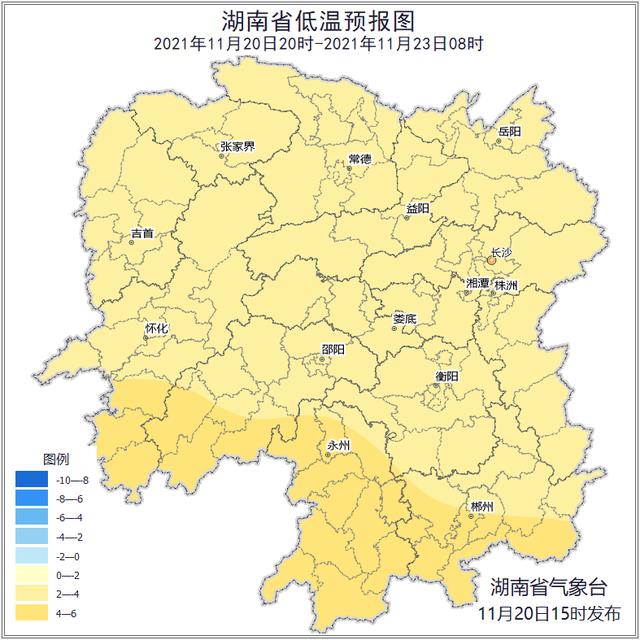 湖南省低温预报图
2021年11月20日20时-2021年11月23日08时
岳阳
张家界
常德
益阳
吉首
长沙
湘潭
株洲
怀化
娄底
邵阳
衡阳
永州
郴州
图例
-10—-8
-8—-6
-6—-4
-4—-2
-2—0
0—2
2—4
4—6
湖南省气象台
11月20日15时发布